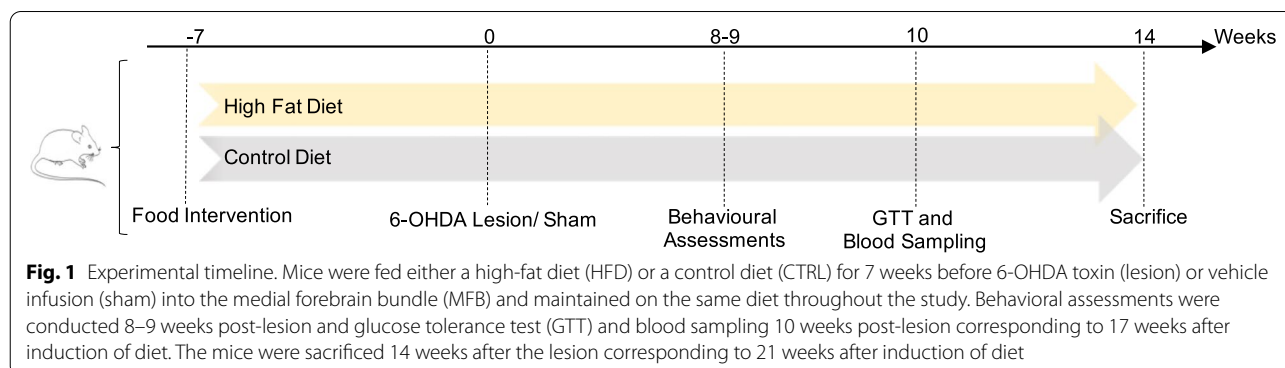 -7 0 8-9 10 14 Weeks
High Fat Diet
Control Diet
Food Intervention 6-OHDA Lesion/ Sham Behavioural Assessments GTT and Blood Sampling Sacrifice
Fig. 1 Experimental timeline. Mice were fed either a high-fat diet (HFD) or a control diet (CTRL) for 7 weeks before 6-OHDA toxin (lesion) or vehicle
infusion (sham) into the medial forebrain bundle (MFB) and maintained on the same diet throughout the study. Behavioral assessments were
conducted 8–9 weeks post-lesion and glucose tolerance test (GTT) and blood sampling 10 weeks post-lesion corresponding to 17 weeks after
induction of diet. The mice were sacrificed 14 weeks after the lesion corresponding to 21 weeks after induction of diet